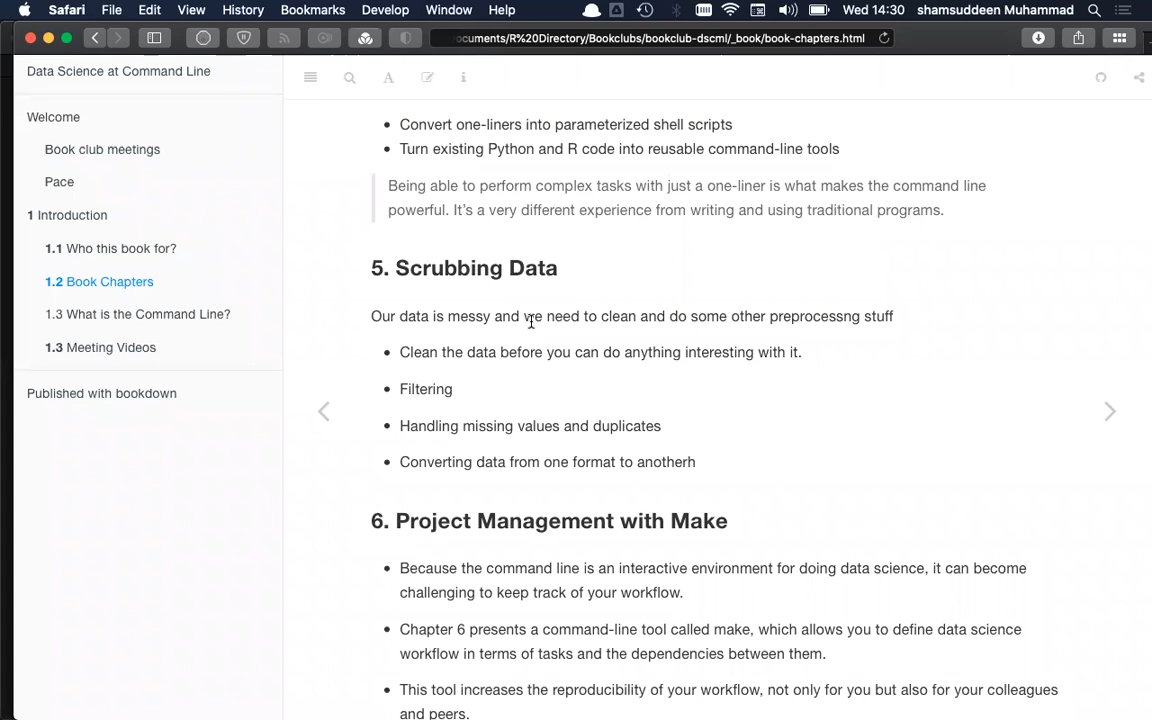 Safari File Edit View History Bookmarks Develop Window Help Wed 14:30 shamsuddeen Muhammad
ocuments/R%20Directory/Bookclubs/bookclub-dscml/_book/book-chapters.html
Data Science at Command Line
Welcome
Book club meetings
Pace
1 Introduction
1.1 Who this book for?
1.2 Book Chapters
1.3 What is the Command Line?
1.3 Meeting Videos
Published with bookdown
• Convert one-liners into parameterized shell scripts
• Turn existing Python and R code into reusable command-line tools
Being able to perform complex tasks with just a one-liner is what makes the command line
powerful. It's a very different experience from writing and using traditional programs.
5. Scrubbing Data
Our data is messy and we need to clean and do some other preprocessng stuff
• Clean the data before you can do anything interesting with it.
• Filtering
• Handling missing values and duplicates
• Converting data from one format to anotherh
6. Project Management with Make
• Because the command line is an interactive environment for doing data science, it can become
challenging to keep track of your workflow.
• Chapter 6 presents a command-line tool called make, which allows you to define data science
workflow in terms of tasks and the dependencies between them.
• This tool increases the reproducibility of your workflow, not only for you but also for your colleagues
and peers.